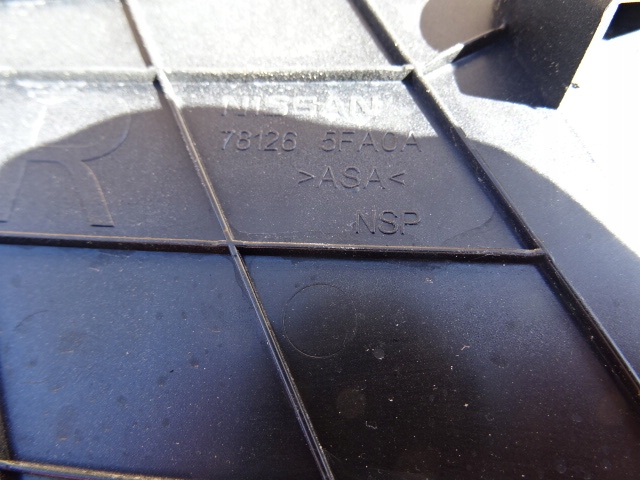 NISSAN
78126 5FA0A
>ASA<
NSP
R